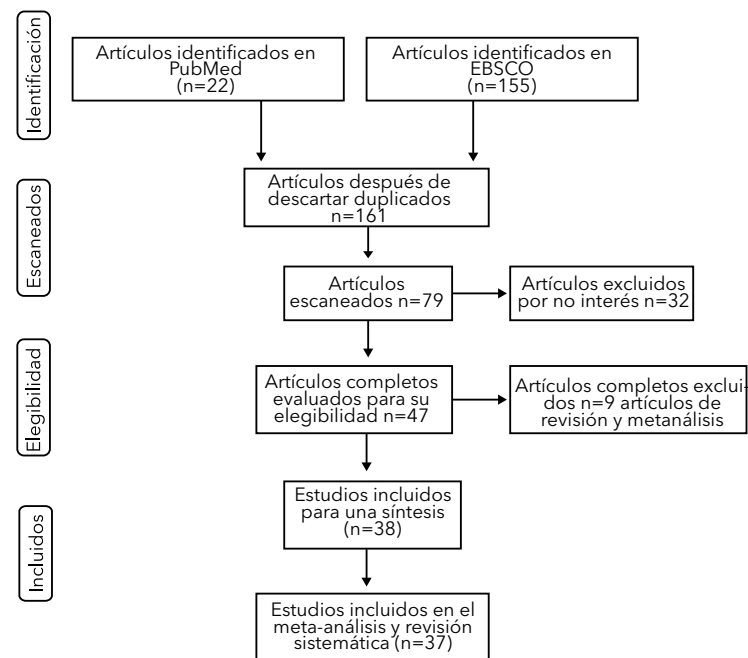 Identificación
Artículos identificados en
PubMed
(n=22)
Artículos identificados en
EBSCO
(n=155)
Escaneados
Artículos después de
descartar duplicados
n=161
Artículos
escaneados n=79
Artículos excluidos
por no interés n=32
Elegibilidad
Artículos completos
evaluados para su
elegibilidad n=47
Artículos completos exclui-
dos n=9 artículos de
revisión y metanálisis
Incluidos
Estudios incluidos
para una síntesis
(n=38)
Estudios incluidos en el
meta-análisis y revisión
sistemática (n=37)